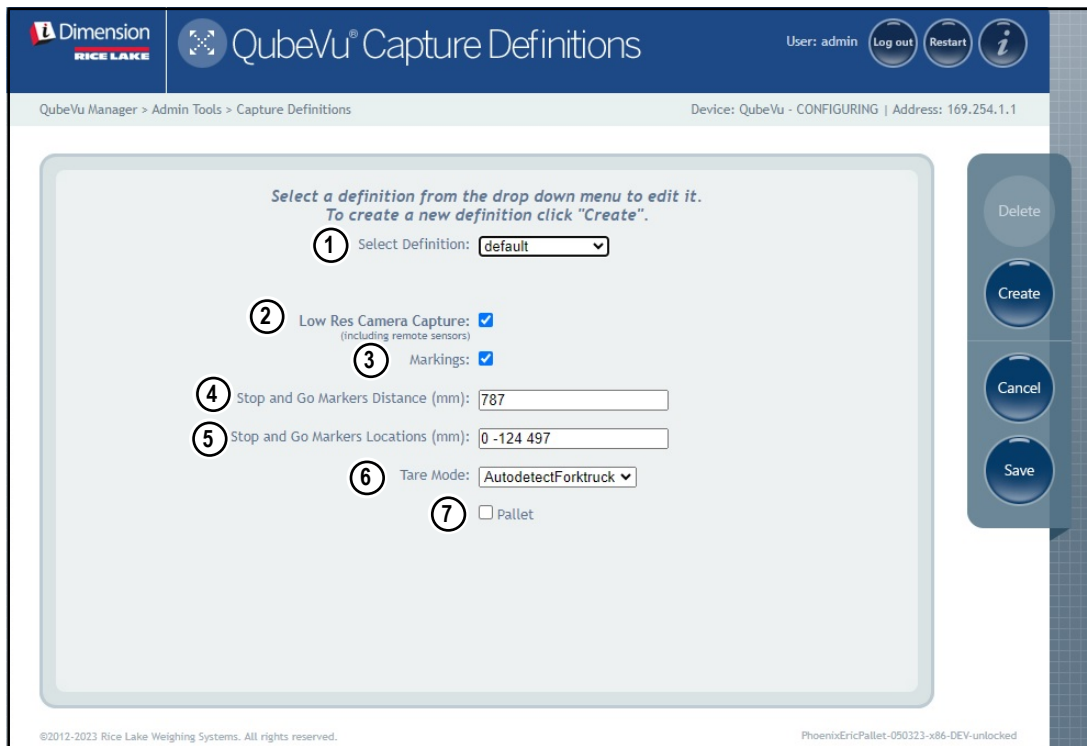 iDimension
RICE LAKE
QubeVu® Capture Definitions
User: admin
Log out
Restart
i
QubeVu Manager > Admin Tools > Capture Definitions
Device: QubeVu - CONFIGURING | Address: 169.254.1.1
Select a definition from the drop down menu to edit it.
To create a new definition click "Create".
1 Select Definition: default
2 Low Res Camera Capture:
(including remote sensors)
3 Markings:
4 Stop and Go Markers Distance (mm): 787
5 Stop and Go Markers Locations (mm): 0 -124 497
6 Tare Mode: AutodetectForktruck
7 Pallet
Delete
Create
Cancel
Save
©2012-2023 Rice Lake Weighing Systems. All rights reserved.
PhoenixEricPallet-050323-x86-DEV-unlocked